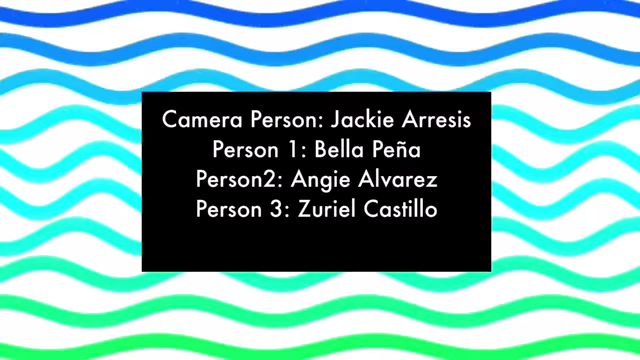 Camera Person: Jackie Arresis
Person 1: Bella Peña
Person2: Angie Alvarez
Person 3: Zuriel Castillo